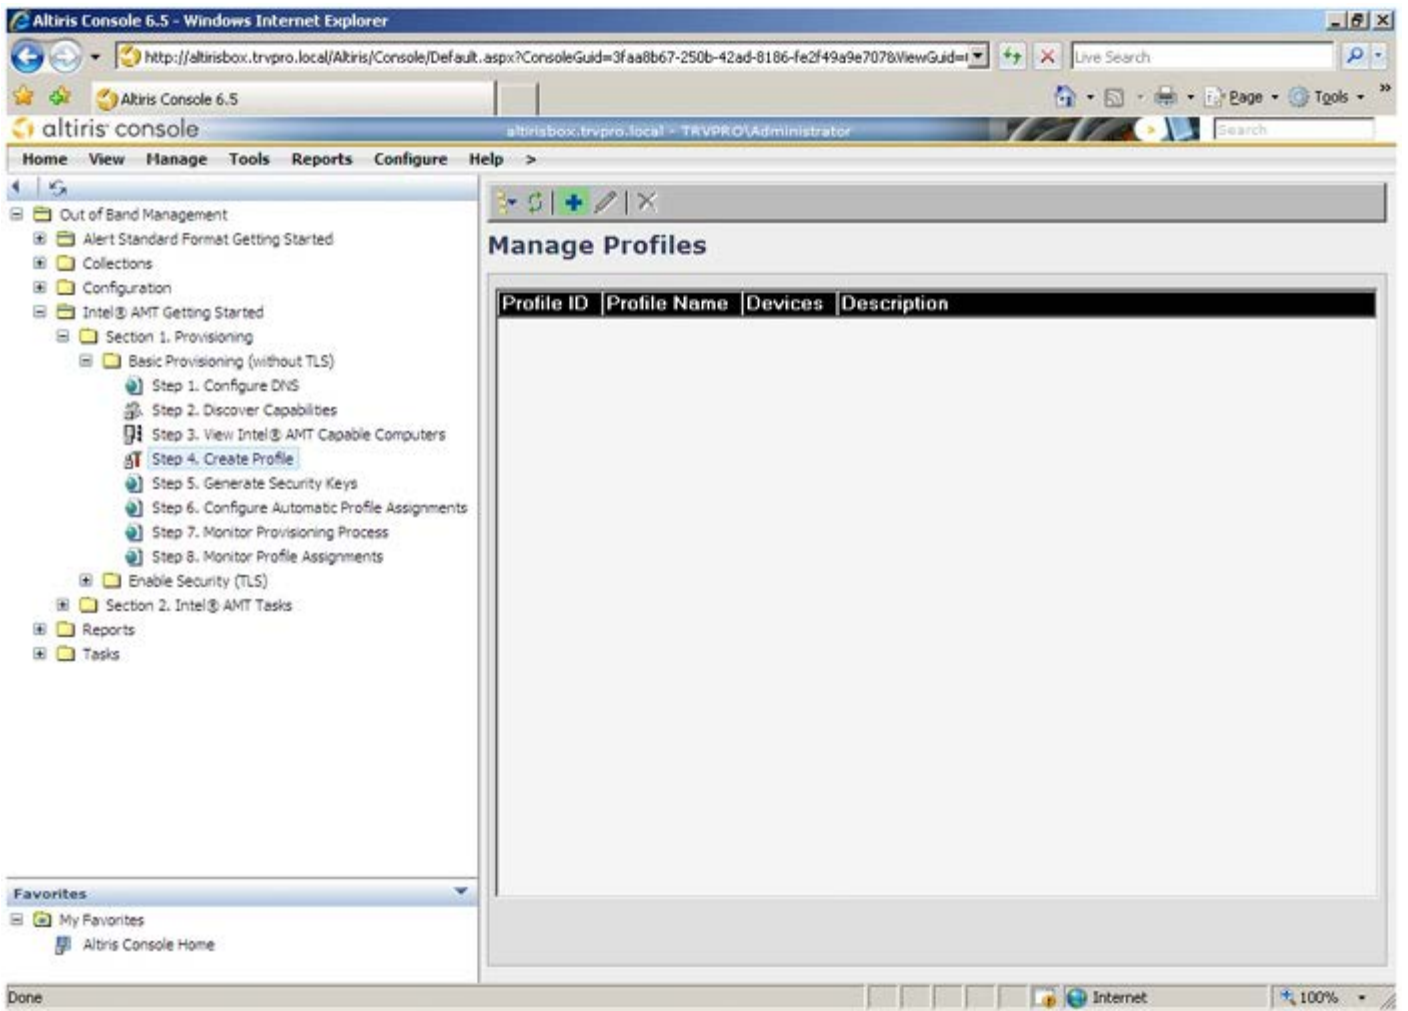 Altiris Console 6.5 - Windows Internet Explorer
http://altirisbox.trvpro.local/Altiris/Console/Default.aspx?ConsoleGuid=3faa8b67-250b-42ad-8186-fe2f49a9e707&ViewGuid=
Live Search
Altiris Console 6.5
Page
Tools
altiris console
altirisbox.trvpro.local - TRVPRO\Administrator
Search
Home View Manage Tools Reports Configure Help >
Out of Band Management
Alert Standard Format Getting Started
Collections
Configuration
Intel® AMT Getting Started
Section 1. Provisioning
Basic Provisioning (without TLS)
Step 1. Configure DNS
Step 2. Discover Capabilities
Step 3. View Intel® AMT Capable Computers
Step 4. Create Profile
Step 5. Generate Security Keys
Step 6. Configure Automatic Profile Assignments
Step 7. Monitor Provisioning Process
Step 8. Monitor Profile Assignments
Enable Security (TLS)
Section 2. Intel® AMT Tasks
Reports
Tasks
Manage Profiles
Profile ID Profile Name Devices Description
Favorites
My Favorites
Altiris Console Home
Done
Internet
100%